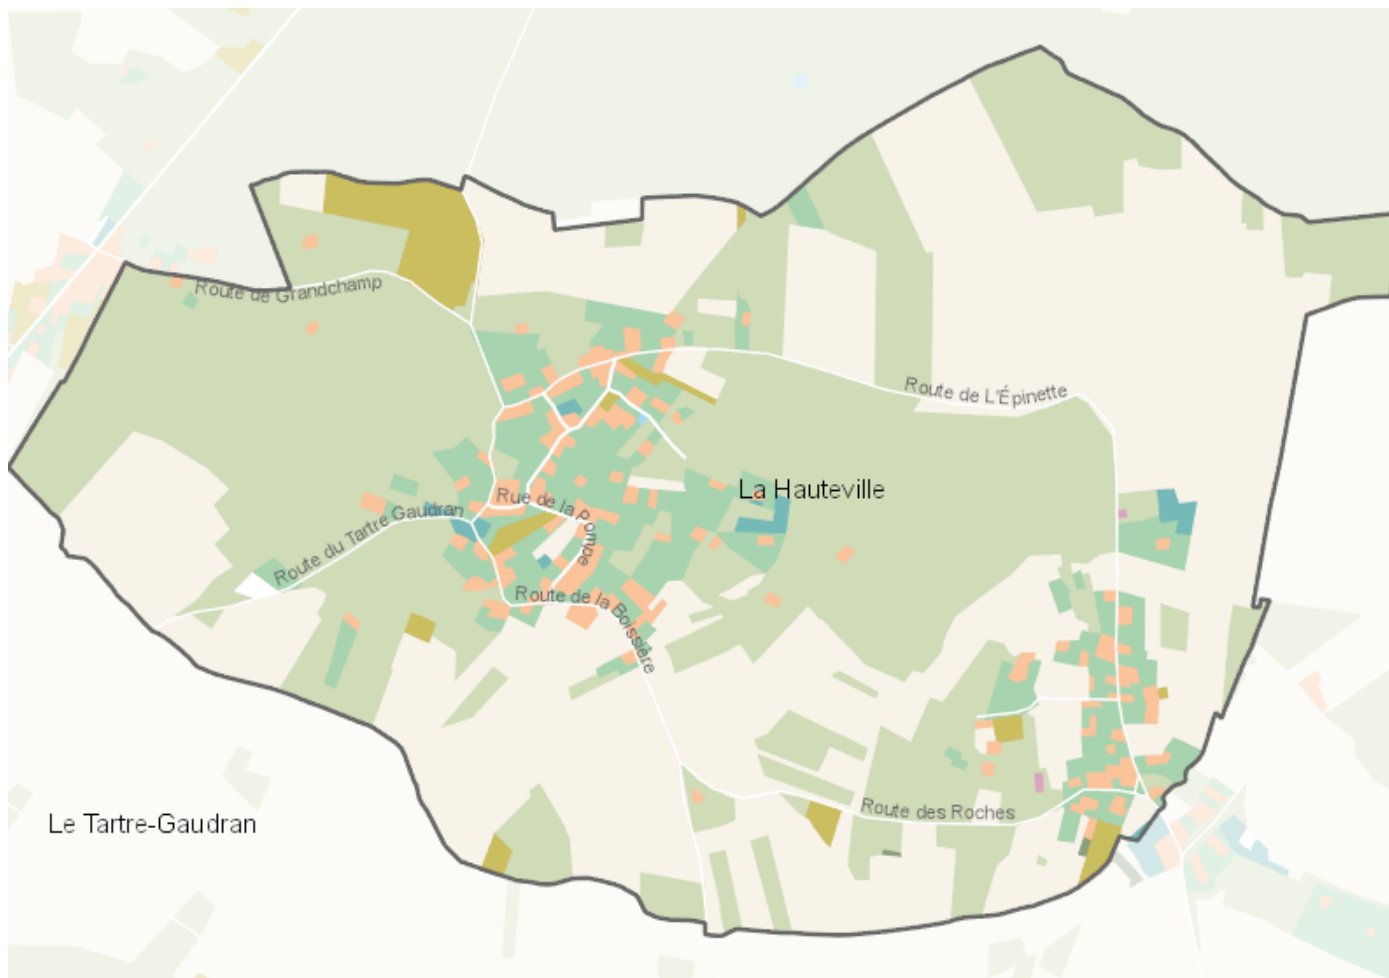 Route de Grandchamp
Route de L'Épinette
La Hauteville
Rue de la Pompe
Route du Tartre Gaudran
Route de la Boissière
Route des Roches
Le Tartre-Gaudran